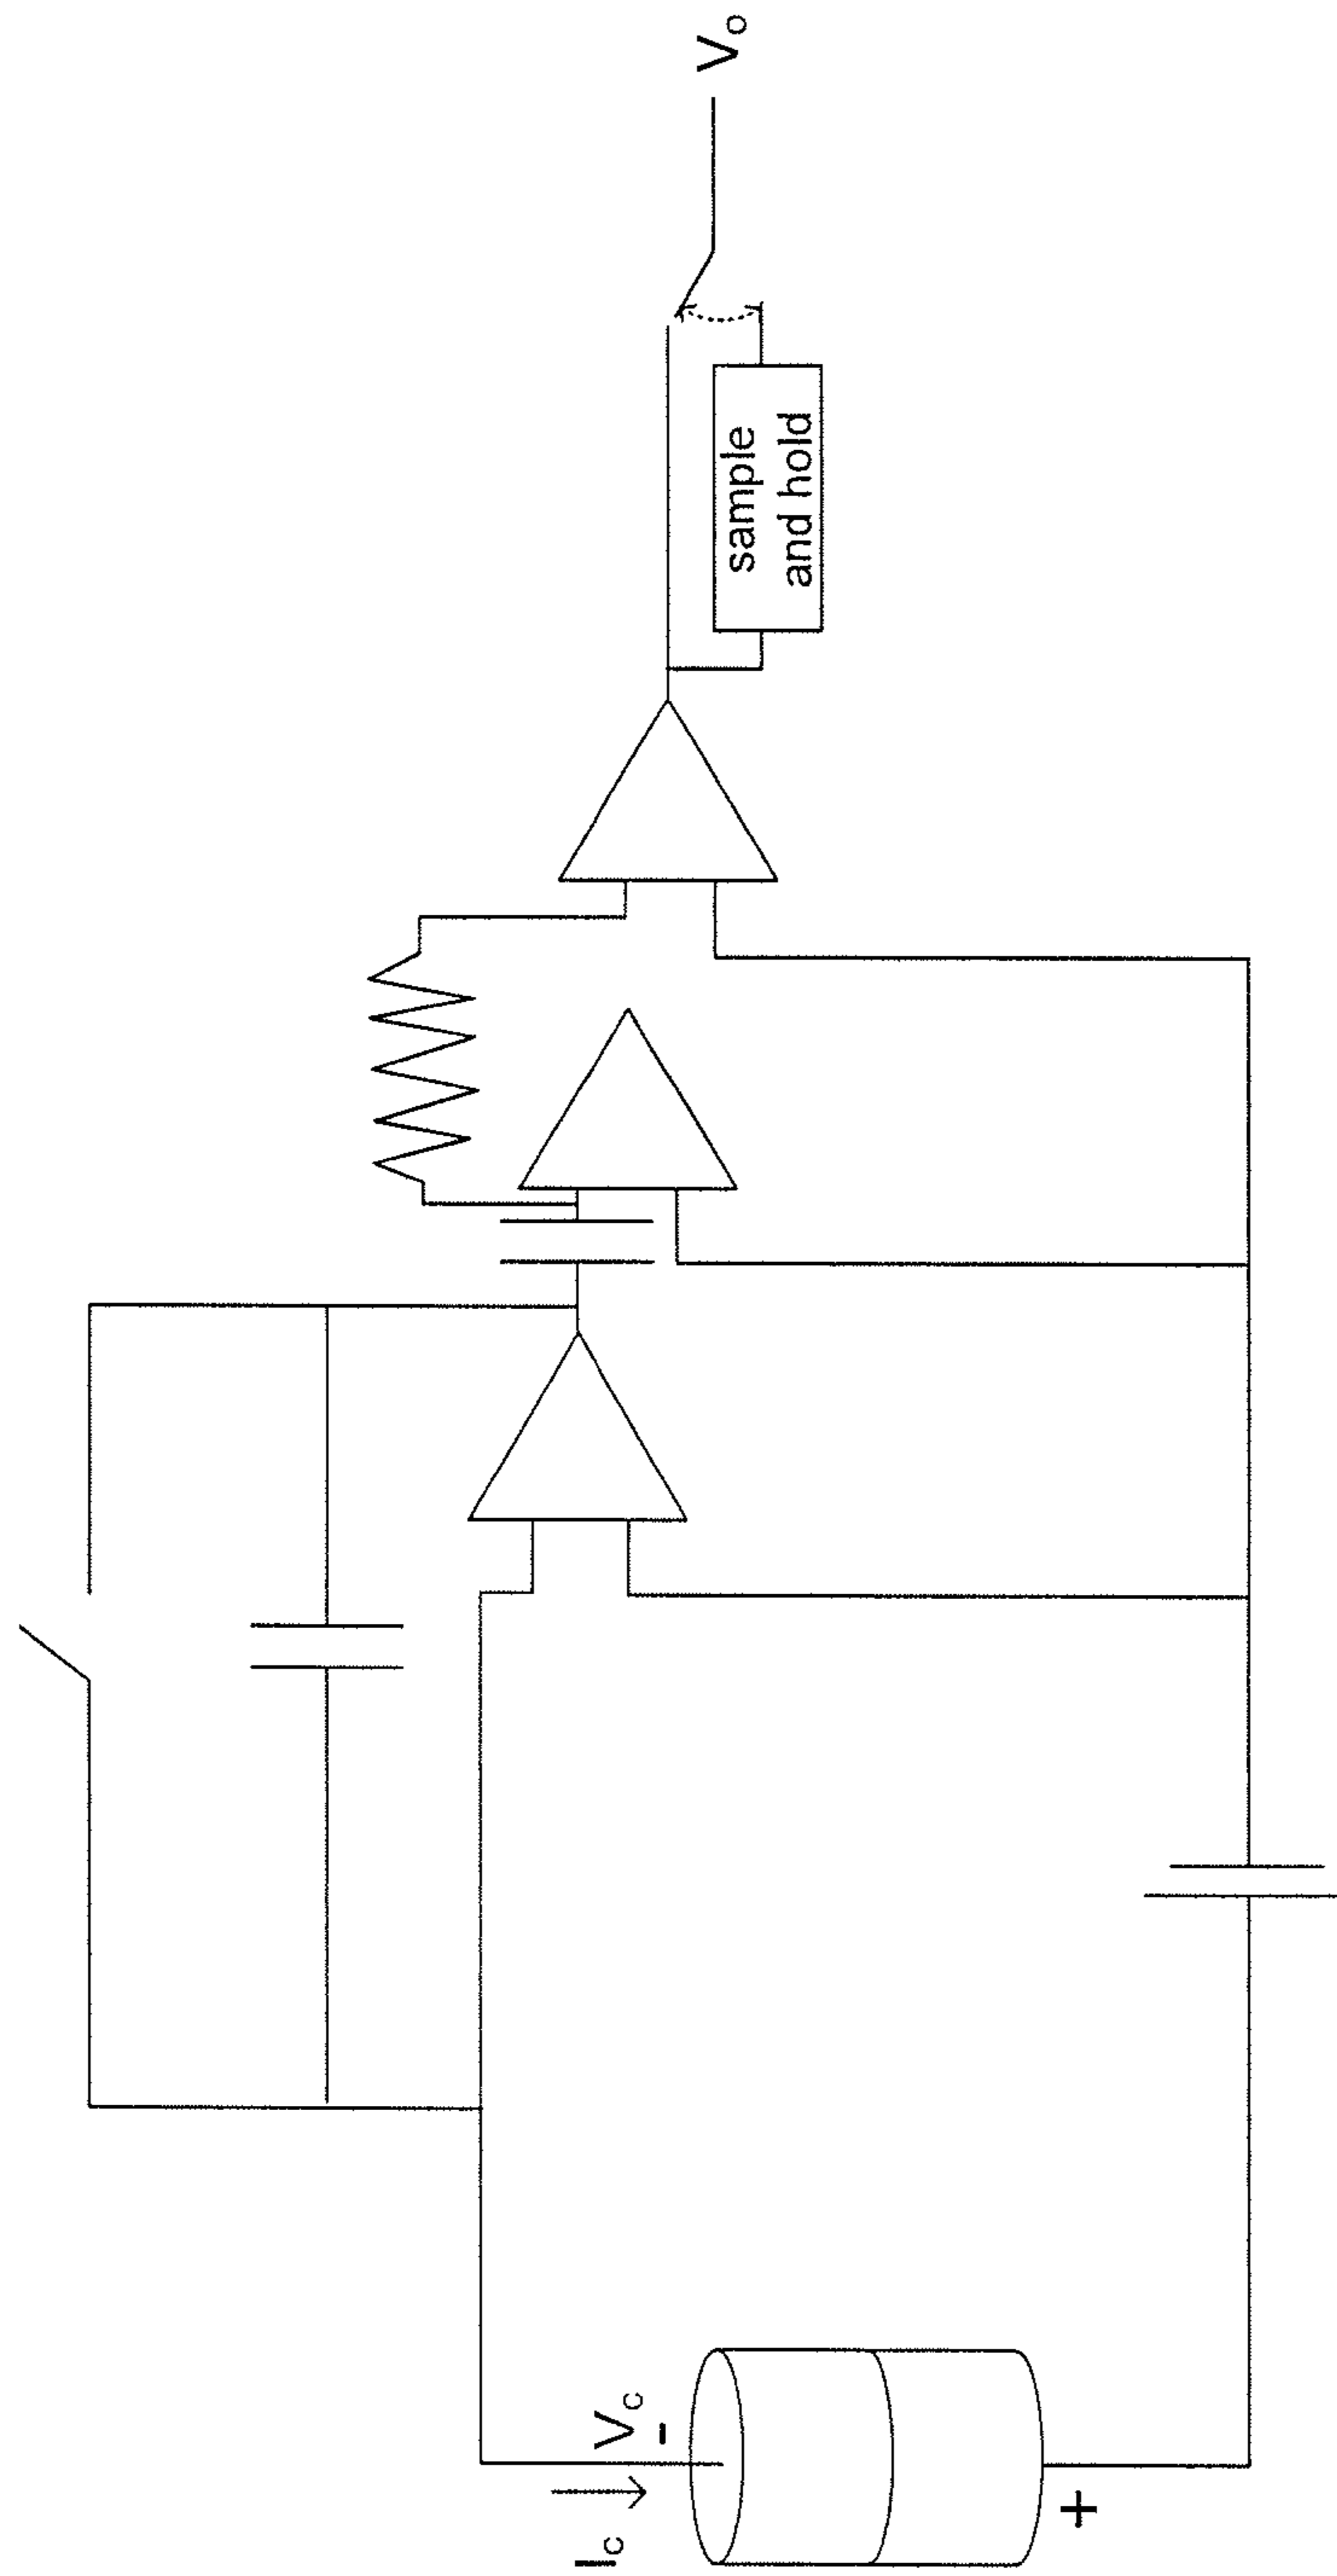 Vo
sample
and hold
Ic
Vc
-
+